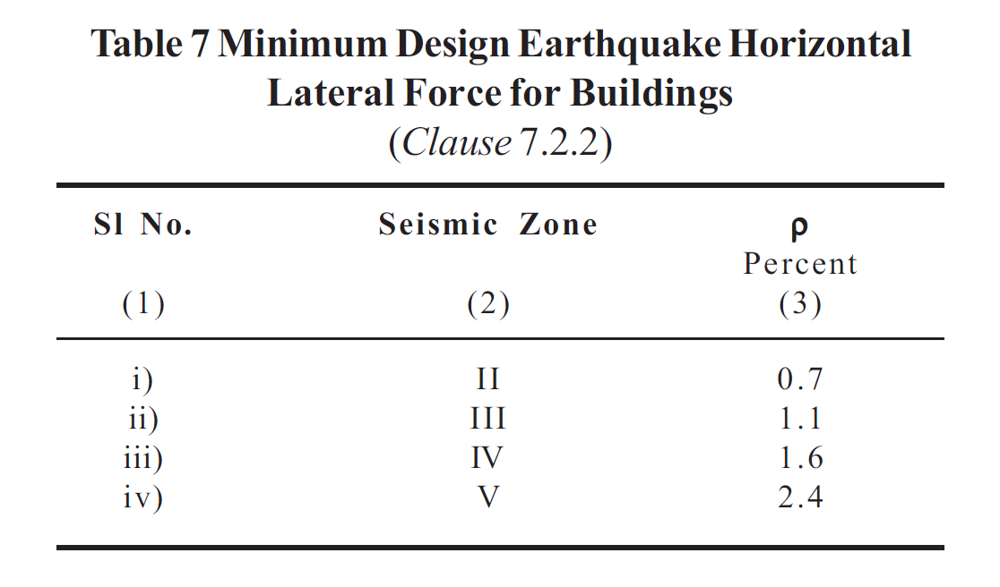 Table 7 Minimum Design Earthquake Horizontal
Lateral Force for Buildings
(Clause 7.2.2)
Sl No. Seismic Zone ρ
Percent
(1) (2) (3)
i) II 0.7
ii) III 1.1
iii) IV 1.6
iv) V 2.4